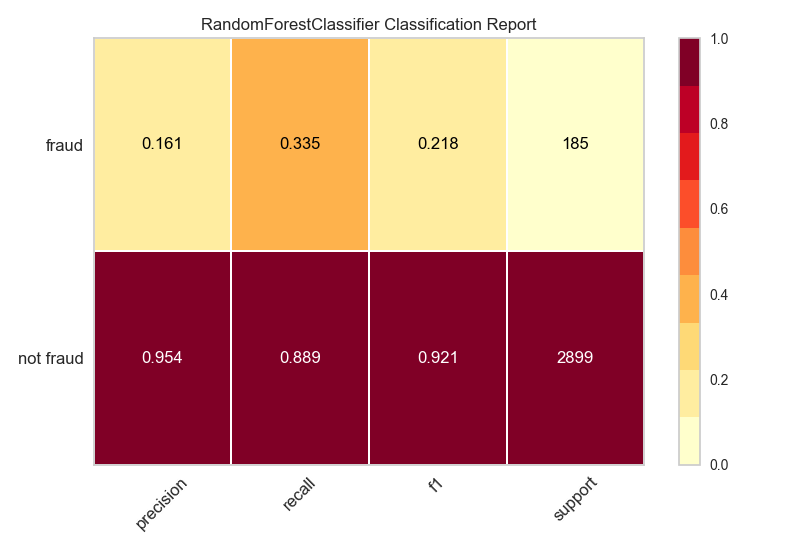 RandomForestClassifier Classification Report
fraud 0.161 0.335 0.218 185
not fraud 0.954 0.889 0.921 2899
precision recall f1 support
1.0
0.8
0.6
0.4
0.2
0.0